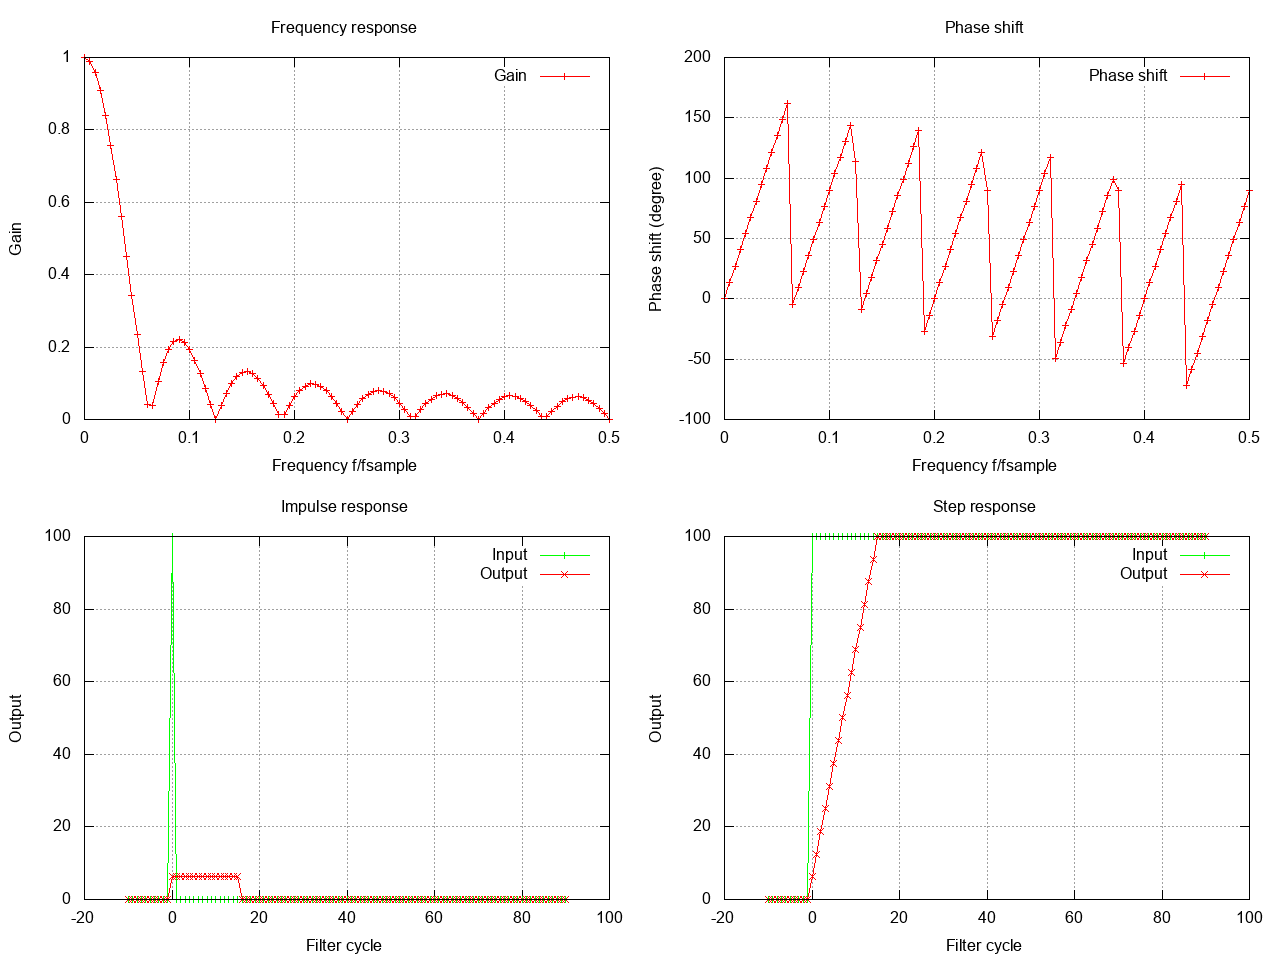 Frequency response
Gain
1
0.8
0.6
0.4
0.2
0
Gain
0 0.1 0.2 0.3 0.4 0.5
Frequency f/fsample
Phase shift
Phase shift
200
150
100
50
0
-50
-100
Phase shift (degree)
0 0.1 0.2 0.3 0.4 0.5
Frequency f/fsample
Impulse response
Input
Output
100
80
60
40
20
0
Output
-20 0 20 40 60 80 100
Filter cycle
Step response
Input
Output
100
80
60
40
20
0
Output
-20 0 20 40 60 80 100
Filter cycle